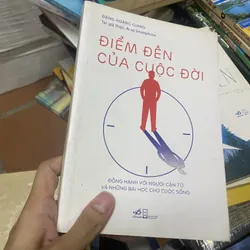 ĐẶNG HOÀNG GIANG
ĐIỂM ĐẾN
CỦA CUỘC ĐỜI
ĐỒNG HÀNH VỚI NGƯỜI CẬN TỬ
VÀ NHỮNG BÀI HỌC CHO CUỘC SỐNG